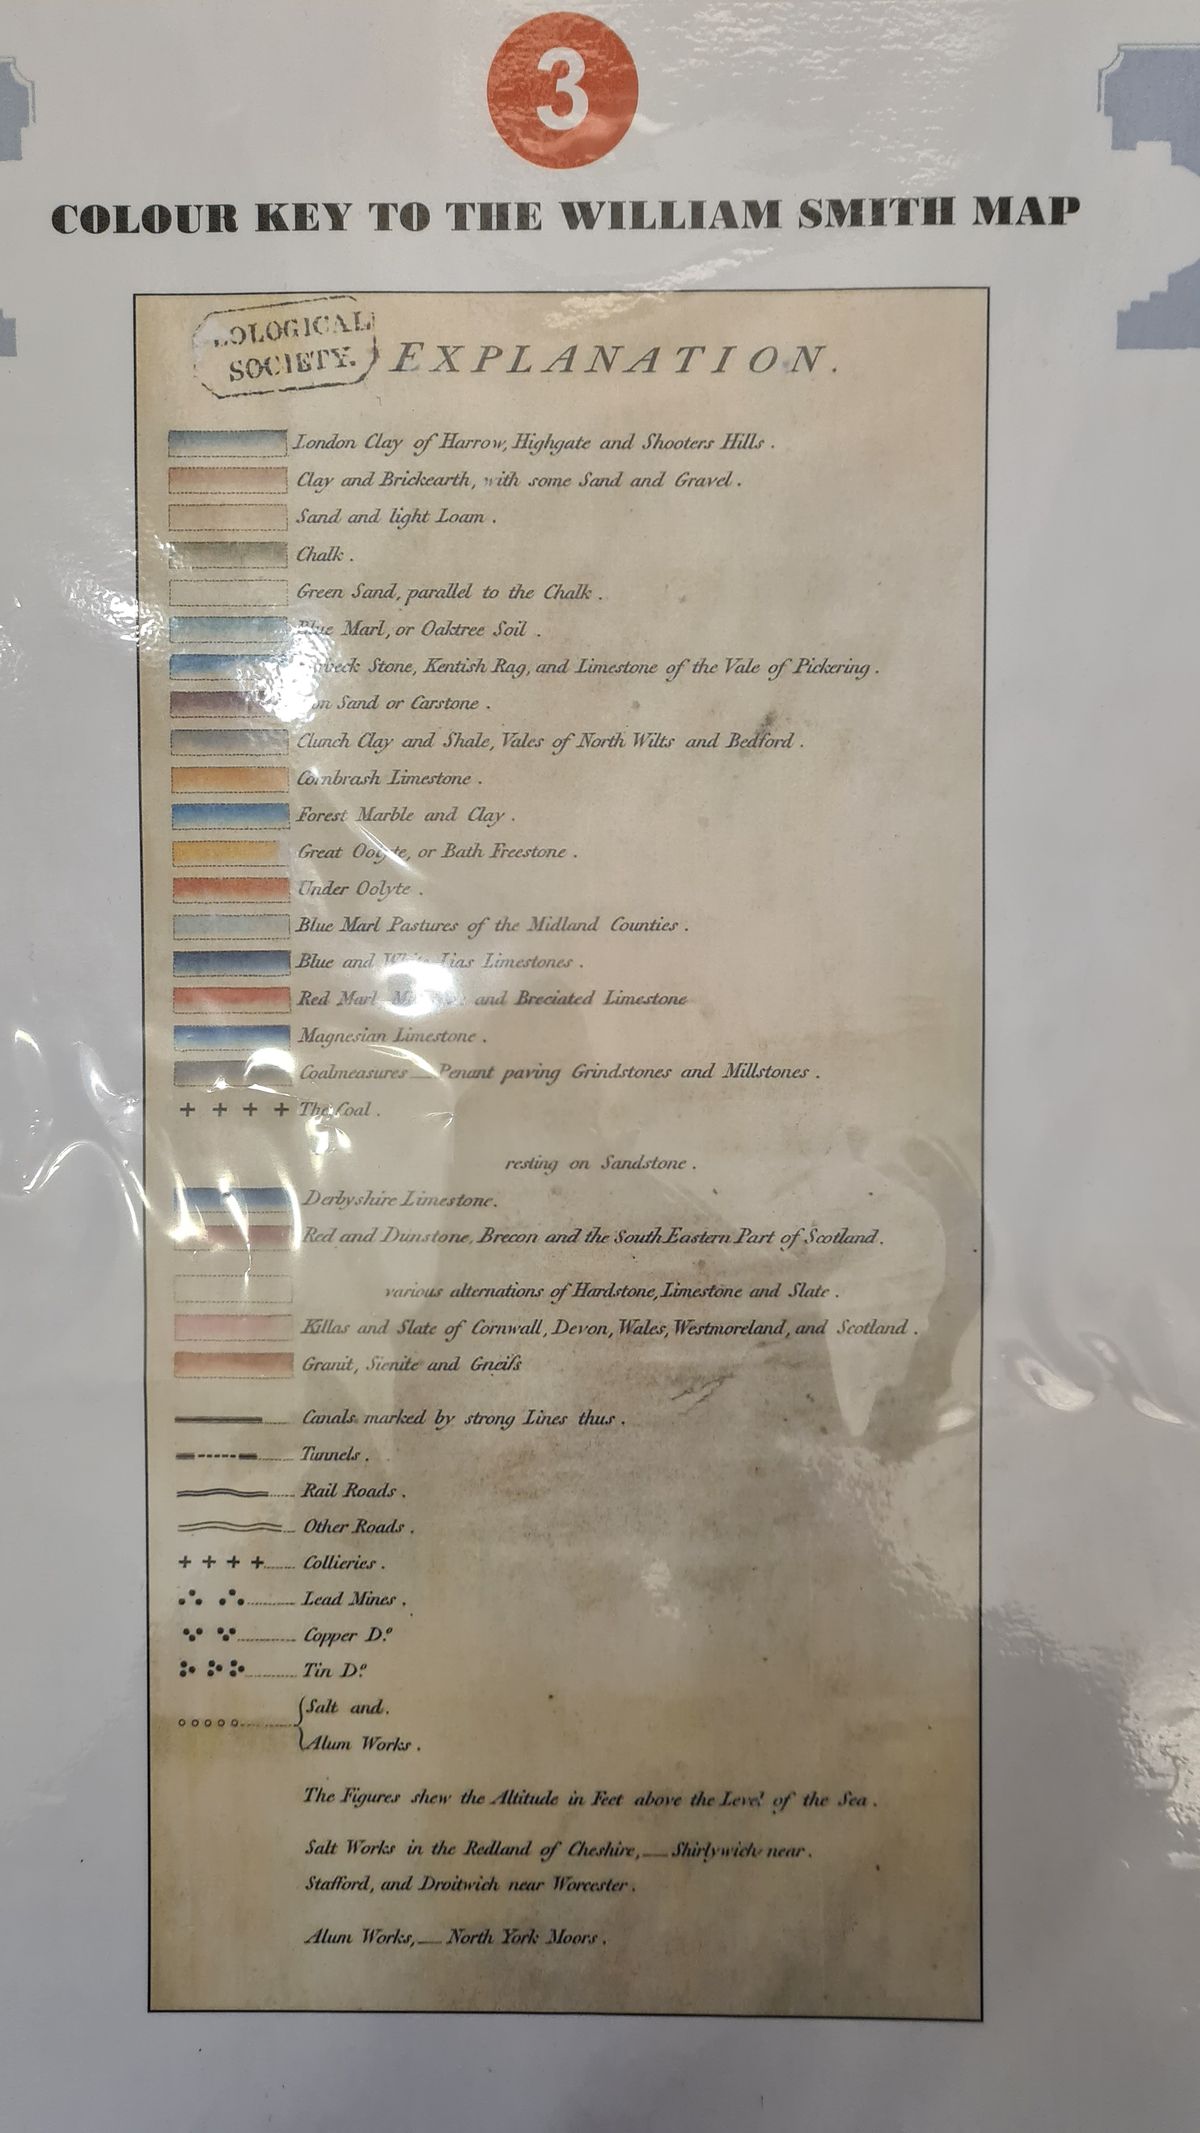 3
COLOUR KEY TO THE WILLIAM SMITH MAP
SOCIETY.
EXPLANATION.
London Clay of Harrow, Highgate and Shooters Hills.
Clay and Brickearth, with some Sand and Gravel.
Sand and light Loam.
Chalk.
Green Sand, parallel to the Chalk.
Blue Marl, or Oaktree Soil.
Stone, Kentish Rag, and Limestone of the Vale of Pickering.
Sand or Carstone.
Clunch Clay and Shale, Vales of North Wilts and Bedford.
Cornbrash Limestone.
Forest Marble and Clay.
Great Oolyte, or Bath Freestone.
Under Oolyte.
Blue Marl Pastures of the Midland Counties.
Blue and White Lias Limestones.
Red Marl and Breciated Limestone
Magnesian Limestone.
Coalmeasures — Penant paving Grindstones and Millstones.
+ + + + The Coal.
resting on Sandstone.
Derbyshire Limestone.
Red and Dunstone, Brecon and the South Eastern Part of Scotland.
various alternations of Hardstone, Limestone and Slate.
Killas and Slate of Cornwall, Devon, Wales, Westmoreland, and Scotland.
Granit, Sienite and Gneiſs
Canals marked by strong Lines thus.
Tunnels.
Rail Roads.
Other Roads.
+ + + + Collieries.
Lead Mines.
Copper Dº
Tin Dº
Salt and.
Alum Works.
The Figures shew the Altitude in Feet above the Level of the Sea.
Salt Works in the Redland of Cheshire, — Shirlywich near.
Stafford, and Droitwich near Worcester.
Alum Works, — North York Moors.